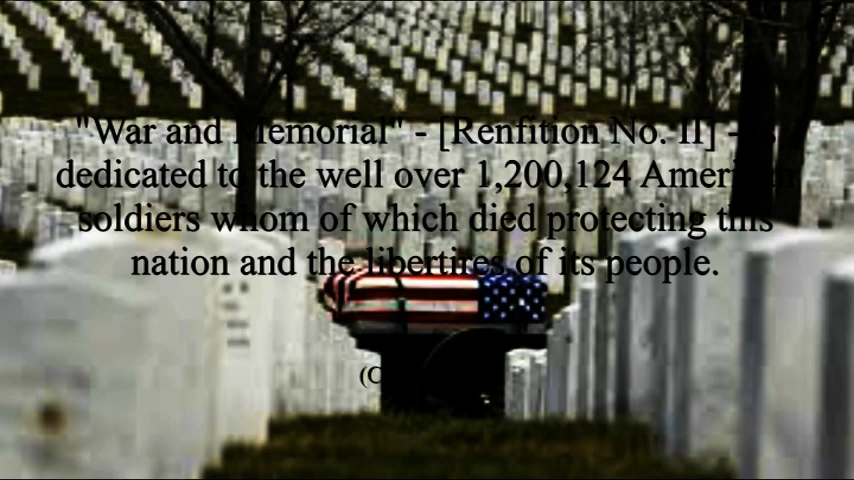 "War and Memorial" - [Renfition No. II] -
dedicated to the well over 1,200,124 American
soldiers whom of which died protecting this
nation and the libertires of its people.
(C